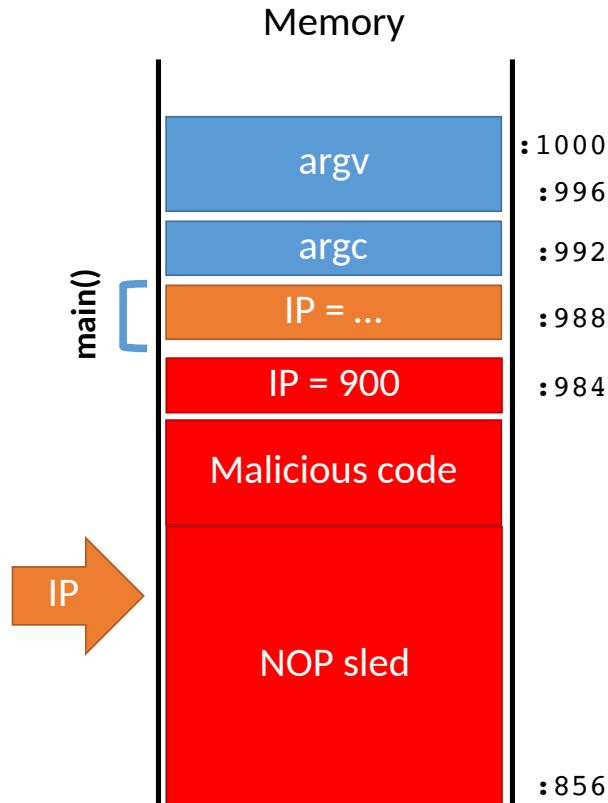 Memory
argv
:1000
:996
argc
:992
main()
IP = ...
:988
IP = 900
:984
Malicious code
IP
NOP sled
:856